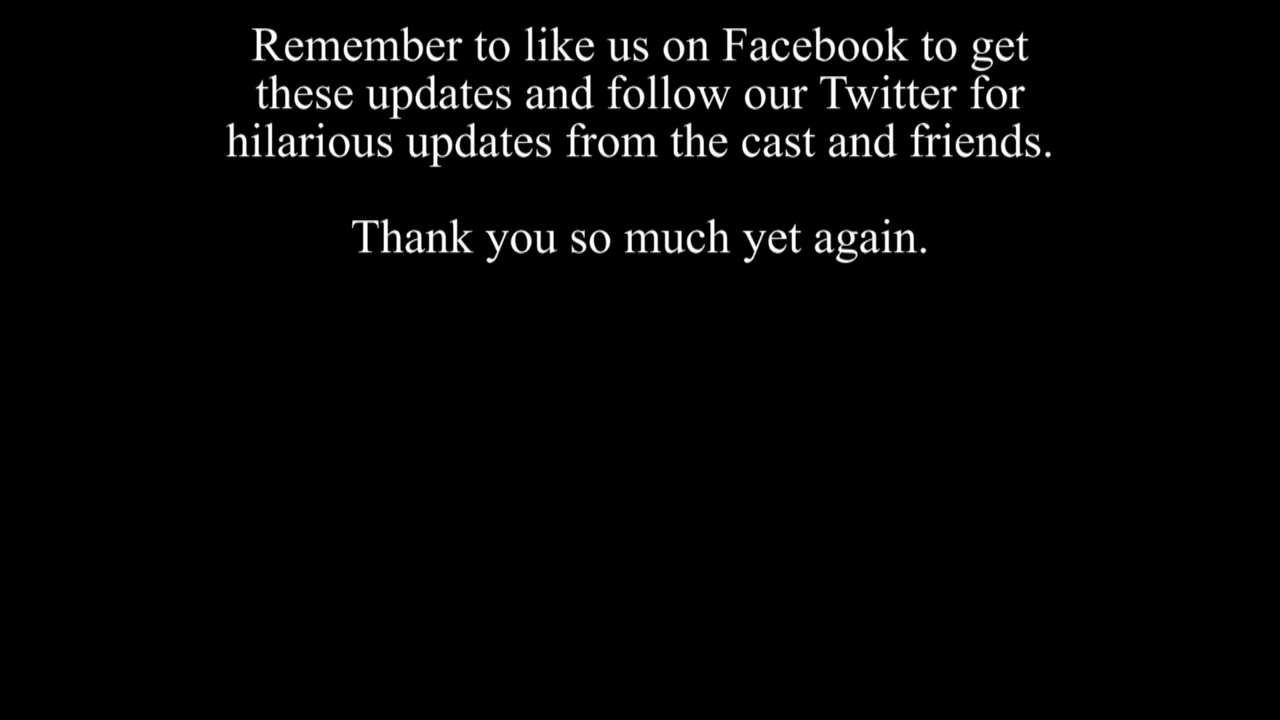 Remember to like us on Facebook to get
these updates and follow our Twitter for
hilarious updates from the cast and friends.
Thank you so much yet again.